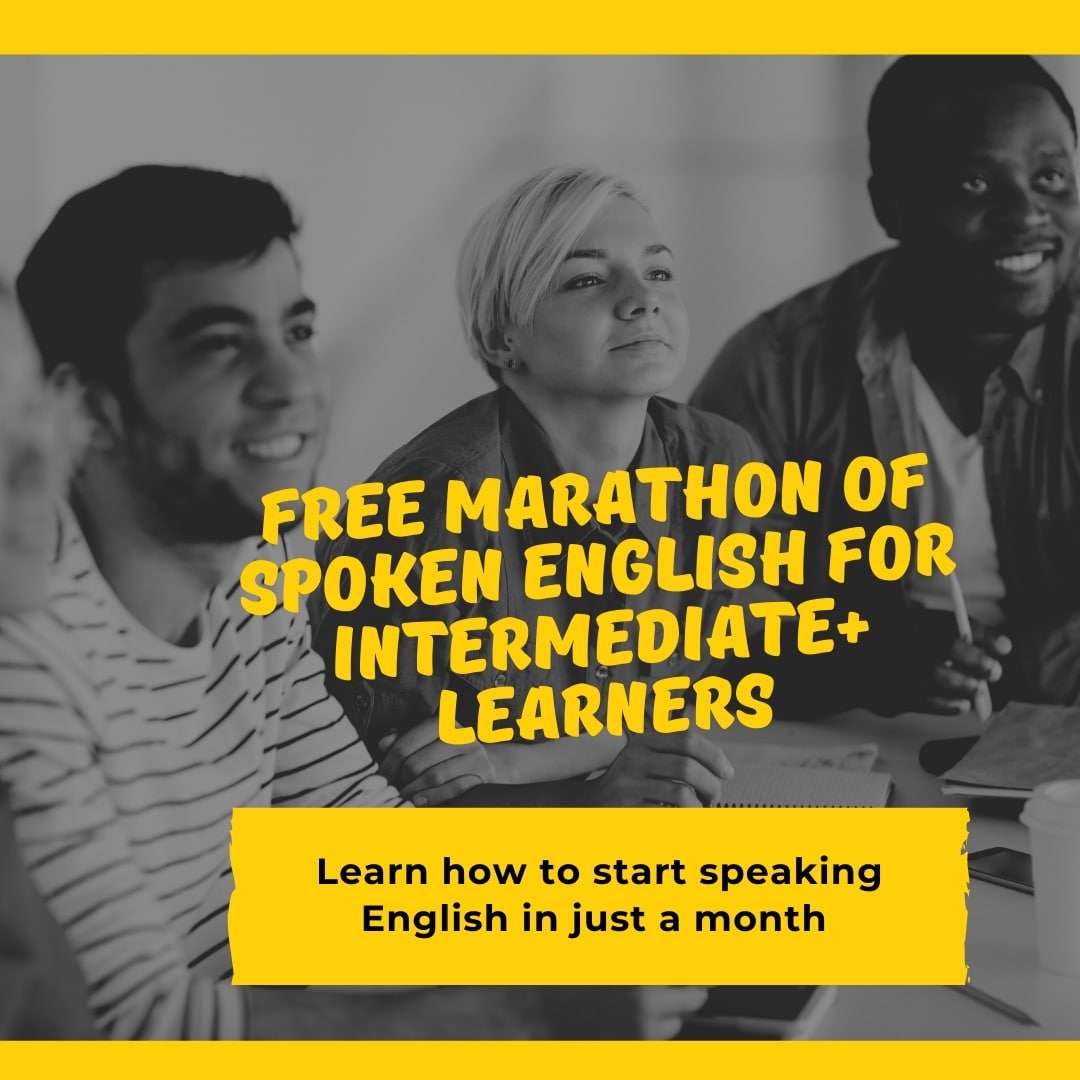 FREE MARATHON OF
SPOKEN ENGLISH FOR
INTERMEDIATE+
LEARNERS
Learn how to start speaking
English in just a month